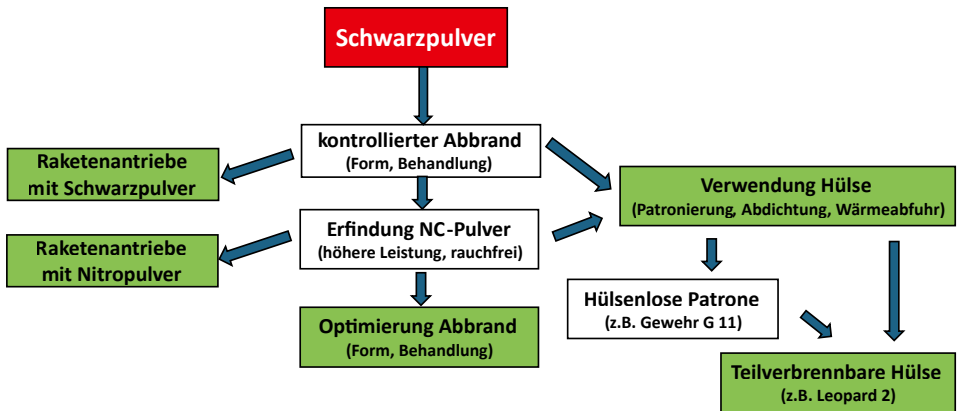 Schwarzpulver
kontrollierter Abbrand
(Form, Behandlung)
Raketenantriebe
mit Schwarzpulver
Verwendung Hülse
(Patronierung, Abdichtung, Wärmeabfuhr)
Erfindung NC-Pulver
(höhere Leistung, rauchfrei)
Raketenantriebe
mit Nitropulver
Hülsenlose Patrone
(z.B. Gewehr G 11)
Optimierung Abbrand
(Form, Behandlung)
Teilverbrennbare Hülse
(z.B. Leopard 2)